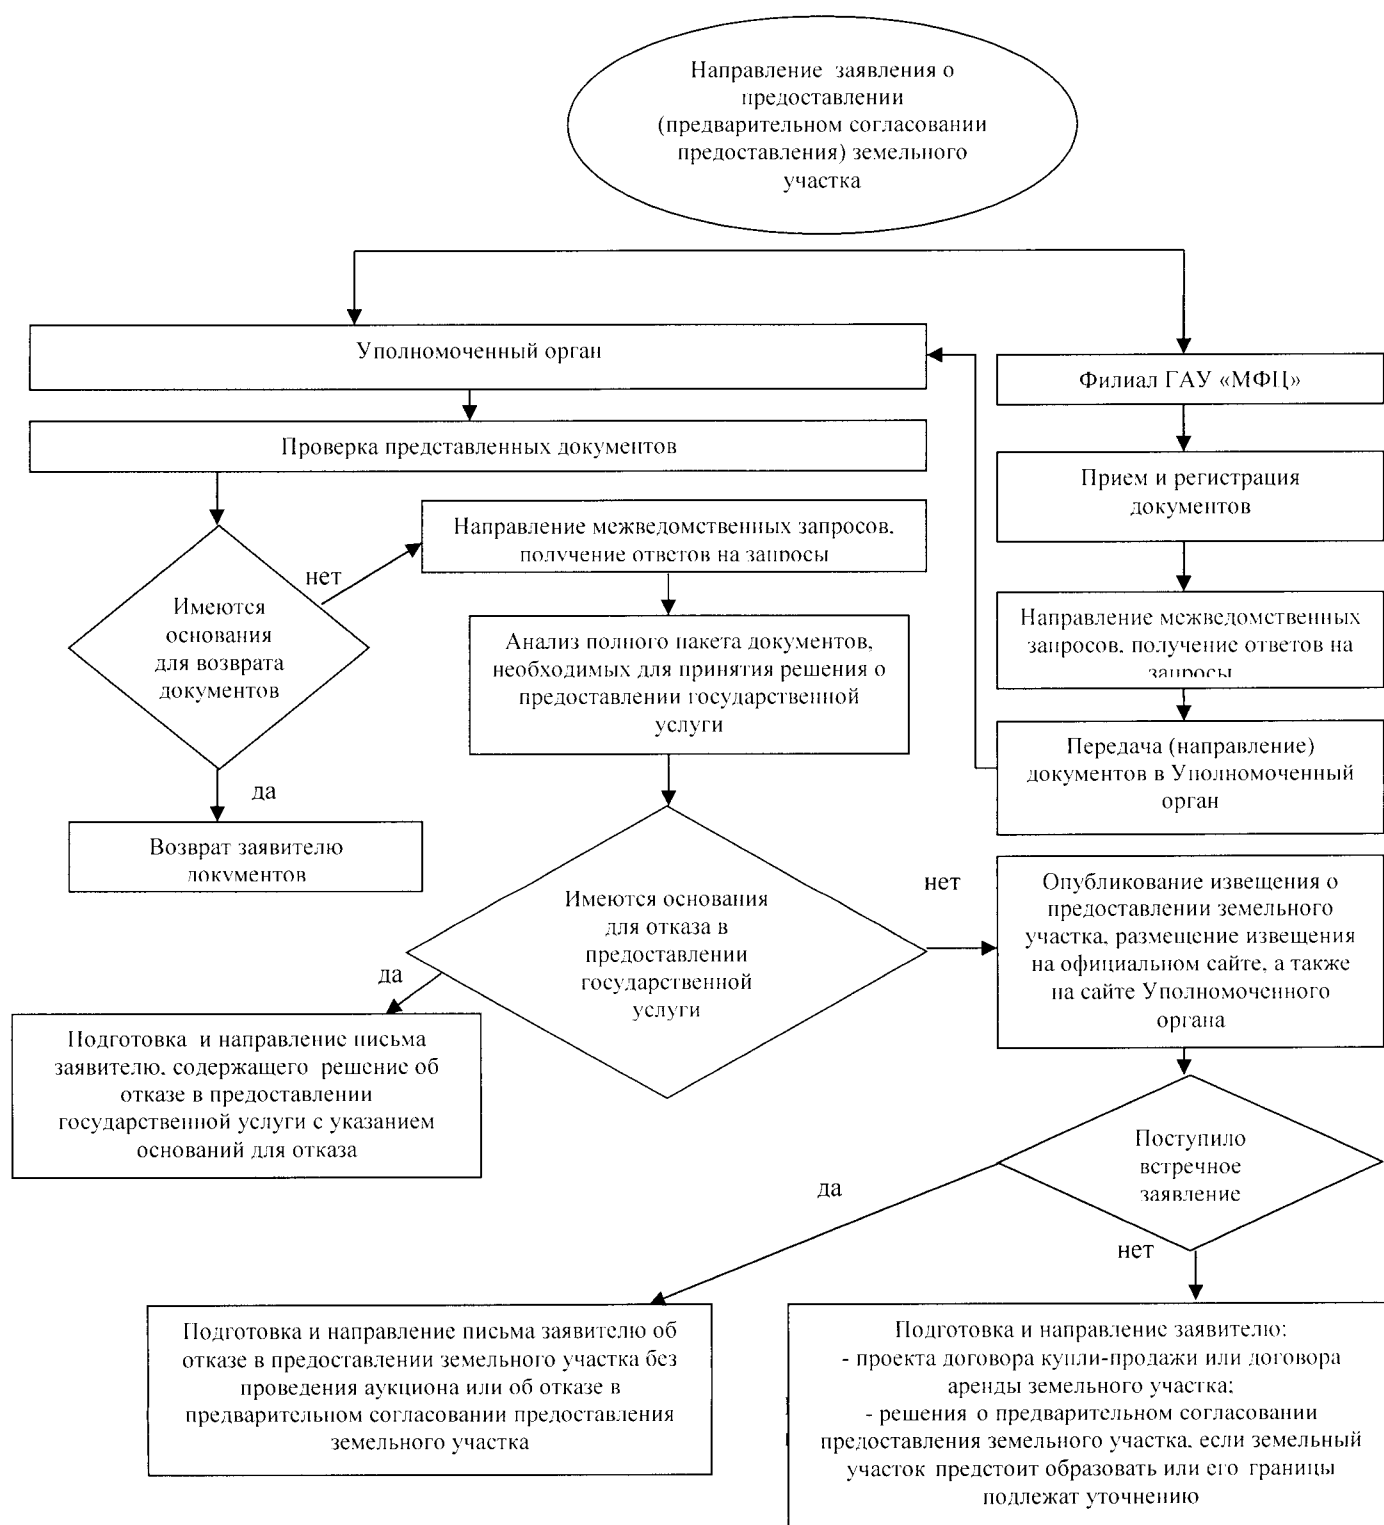 Направление заявления о
предоставлении
(предварительном согласовании
предоставления) земельного
участка
Уполномоченный орган
Филиал ГАУ «МФЦ»
Проверка представленных документов
Прием и регистрация
документов
Направление межведомственных запросов,
получение ответов на запросы
нет
Имеются
основания
для возврата
документов
Анализ полного пакета документов,
необходимых для принятия решения о
предоставлении государственной
услуги
Направление межведомственных
запросов, получение ответов на
запросы
Передача (направление)
документов в Уполномоченный
орган
да
Возврат заявителю
документов
Имеются основания
для отказа в
предоставлении
государственной
услуги
нет
Опубликование извещения о
предоставлении земельного
участка, размещение извещения
на официальном сайте, а также
на сайте Уполномоченного
органа
да
Подготовка и направление письма
заявителю, содержащего решение об
отказе в предоставлении
государственной услуги с указанием
оснований для отказа
Поступило
встречное
заявление
да
нет
Подготовка и направление письма заявителю об
отказе в предоставлении земельного участка без
проведения аукциона или об отказе в
предварительном согласовании предоставления
земельного участка
Подготовка и направление заявителю:
- проекта договора купли-продажи или договора
аренды земельного участка;
- решения о предварительном согласовании
предоставления земельного участка, если земельный
участок предстоит образовать или его границы
подлежат уточнению